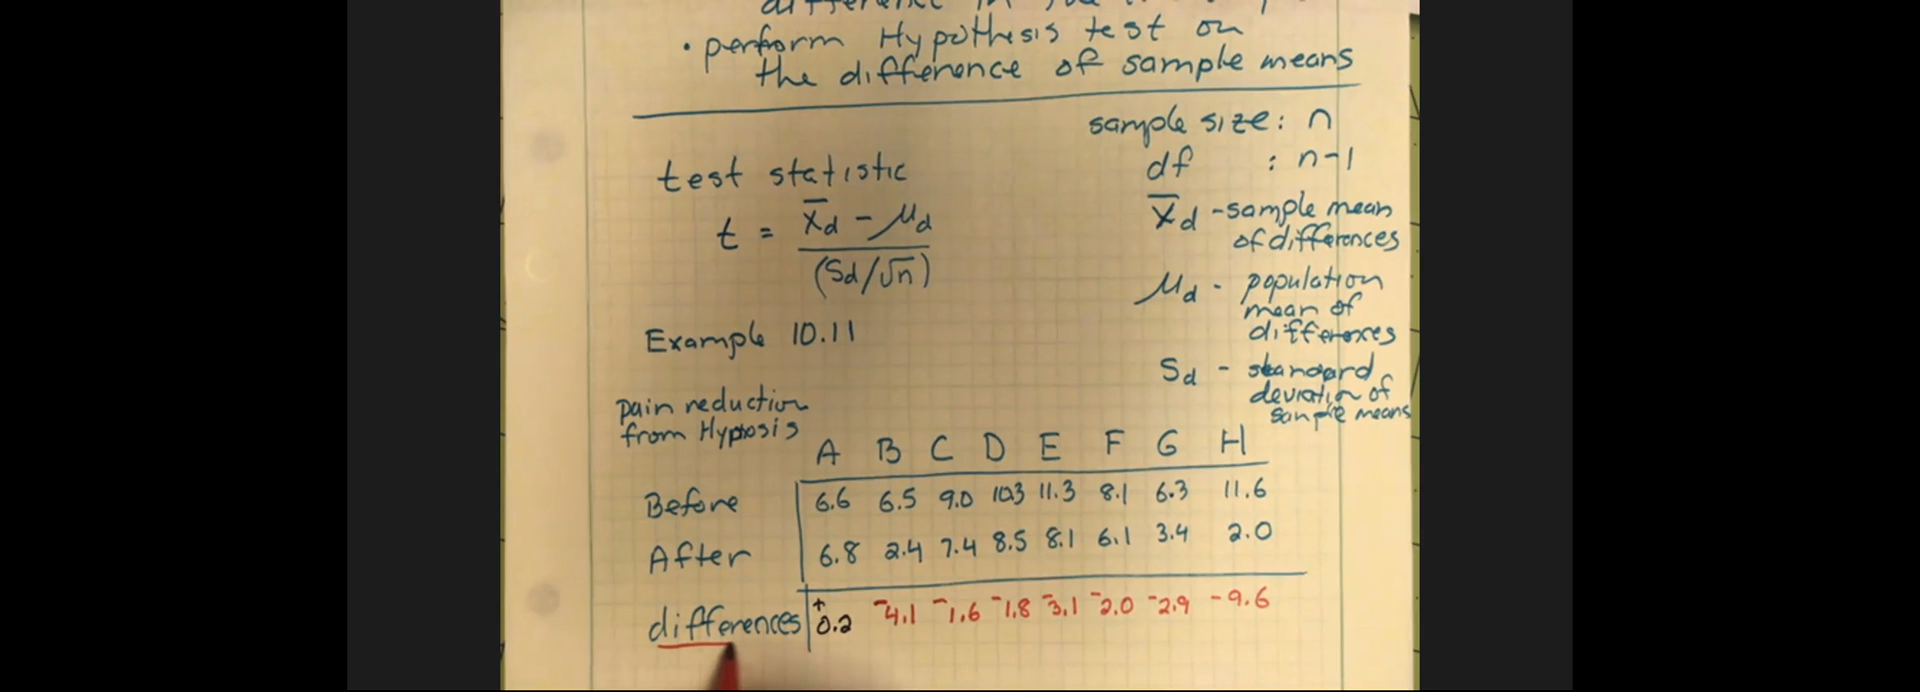 • perform Hypothesis test on
the difference of sample means
sample size: n
df : n-1
test statistic
t = x̄d - μd
(Sd/√n)
x̄d - sample mean
of differences
μd - population
mean of
differences
Sd - standard
deviation of
sample means
Example 10.11
pain reduction
from Hypnosis
A B C D E F G H
Before 6.6 6.5 9.0 10.3 11.3 8.1 6.3 11.6
After 6.8 2.4 7.4 8.5 8.1 6.1 3.4 2.0
differences +0.2 -4.1 -1.6 -1.8 -3.1 -2.0 -2.9 -9.6